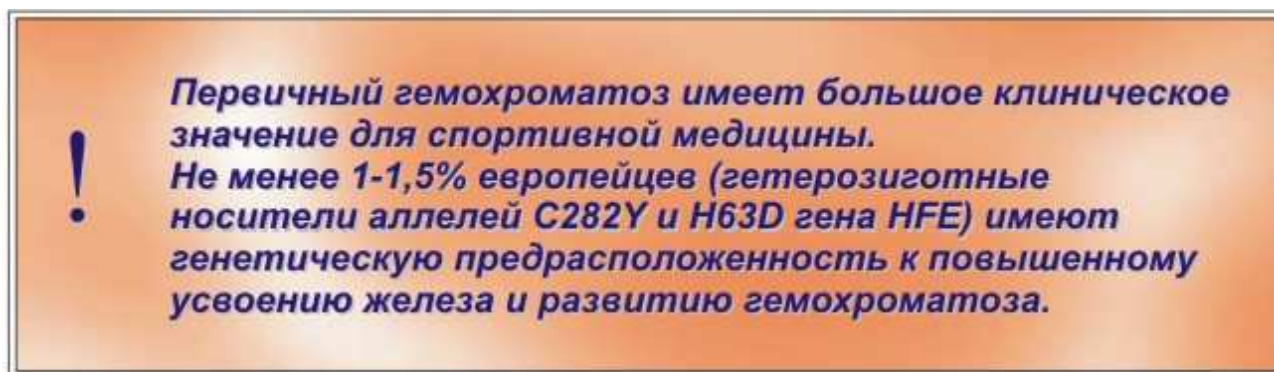 !
Первичный гемохроматоз имеет большое клиническое
значение для спортивной медицины.
Не менее 1-1,5% европейцев (гетерозиготные
носители аллелей C282Y и H63D гена HFE) имеют
генетическую предрасположенность к повышенному
усвоению железа и развитию гемохроматоза.